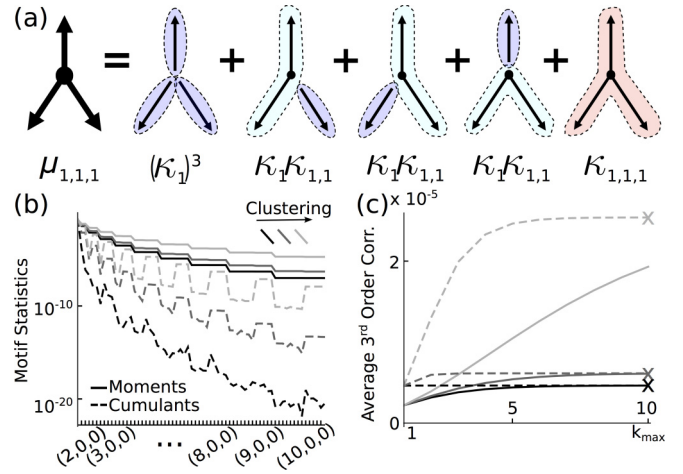 (a)
= + + + +
μ1,1,1 (κ1)³ κ1κ1,1 κ1κ1,1 κ1κ1,1 κ1,1,1
(b)
Clustering
Motif Statistics
10⁻¹⁰
10⁻²⁰
Moments
Cumulants
(2,0,0)
(3,0,0)
...
(8,0,0)
(9,0,0)
(10,0,0)
(c)
x 10⁻⁵
Average 3rd Order Corr.
2
0
1
5
10
kmax